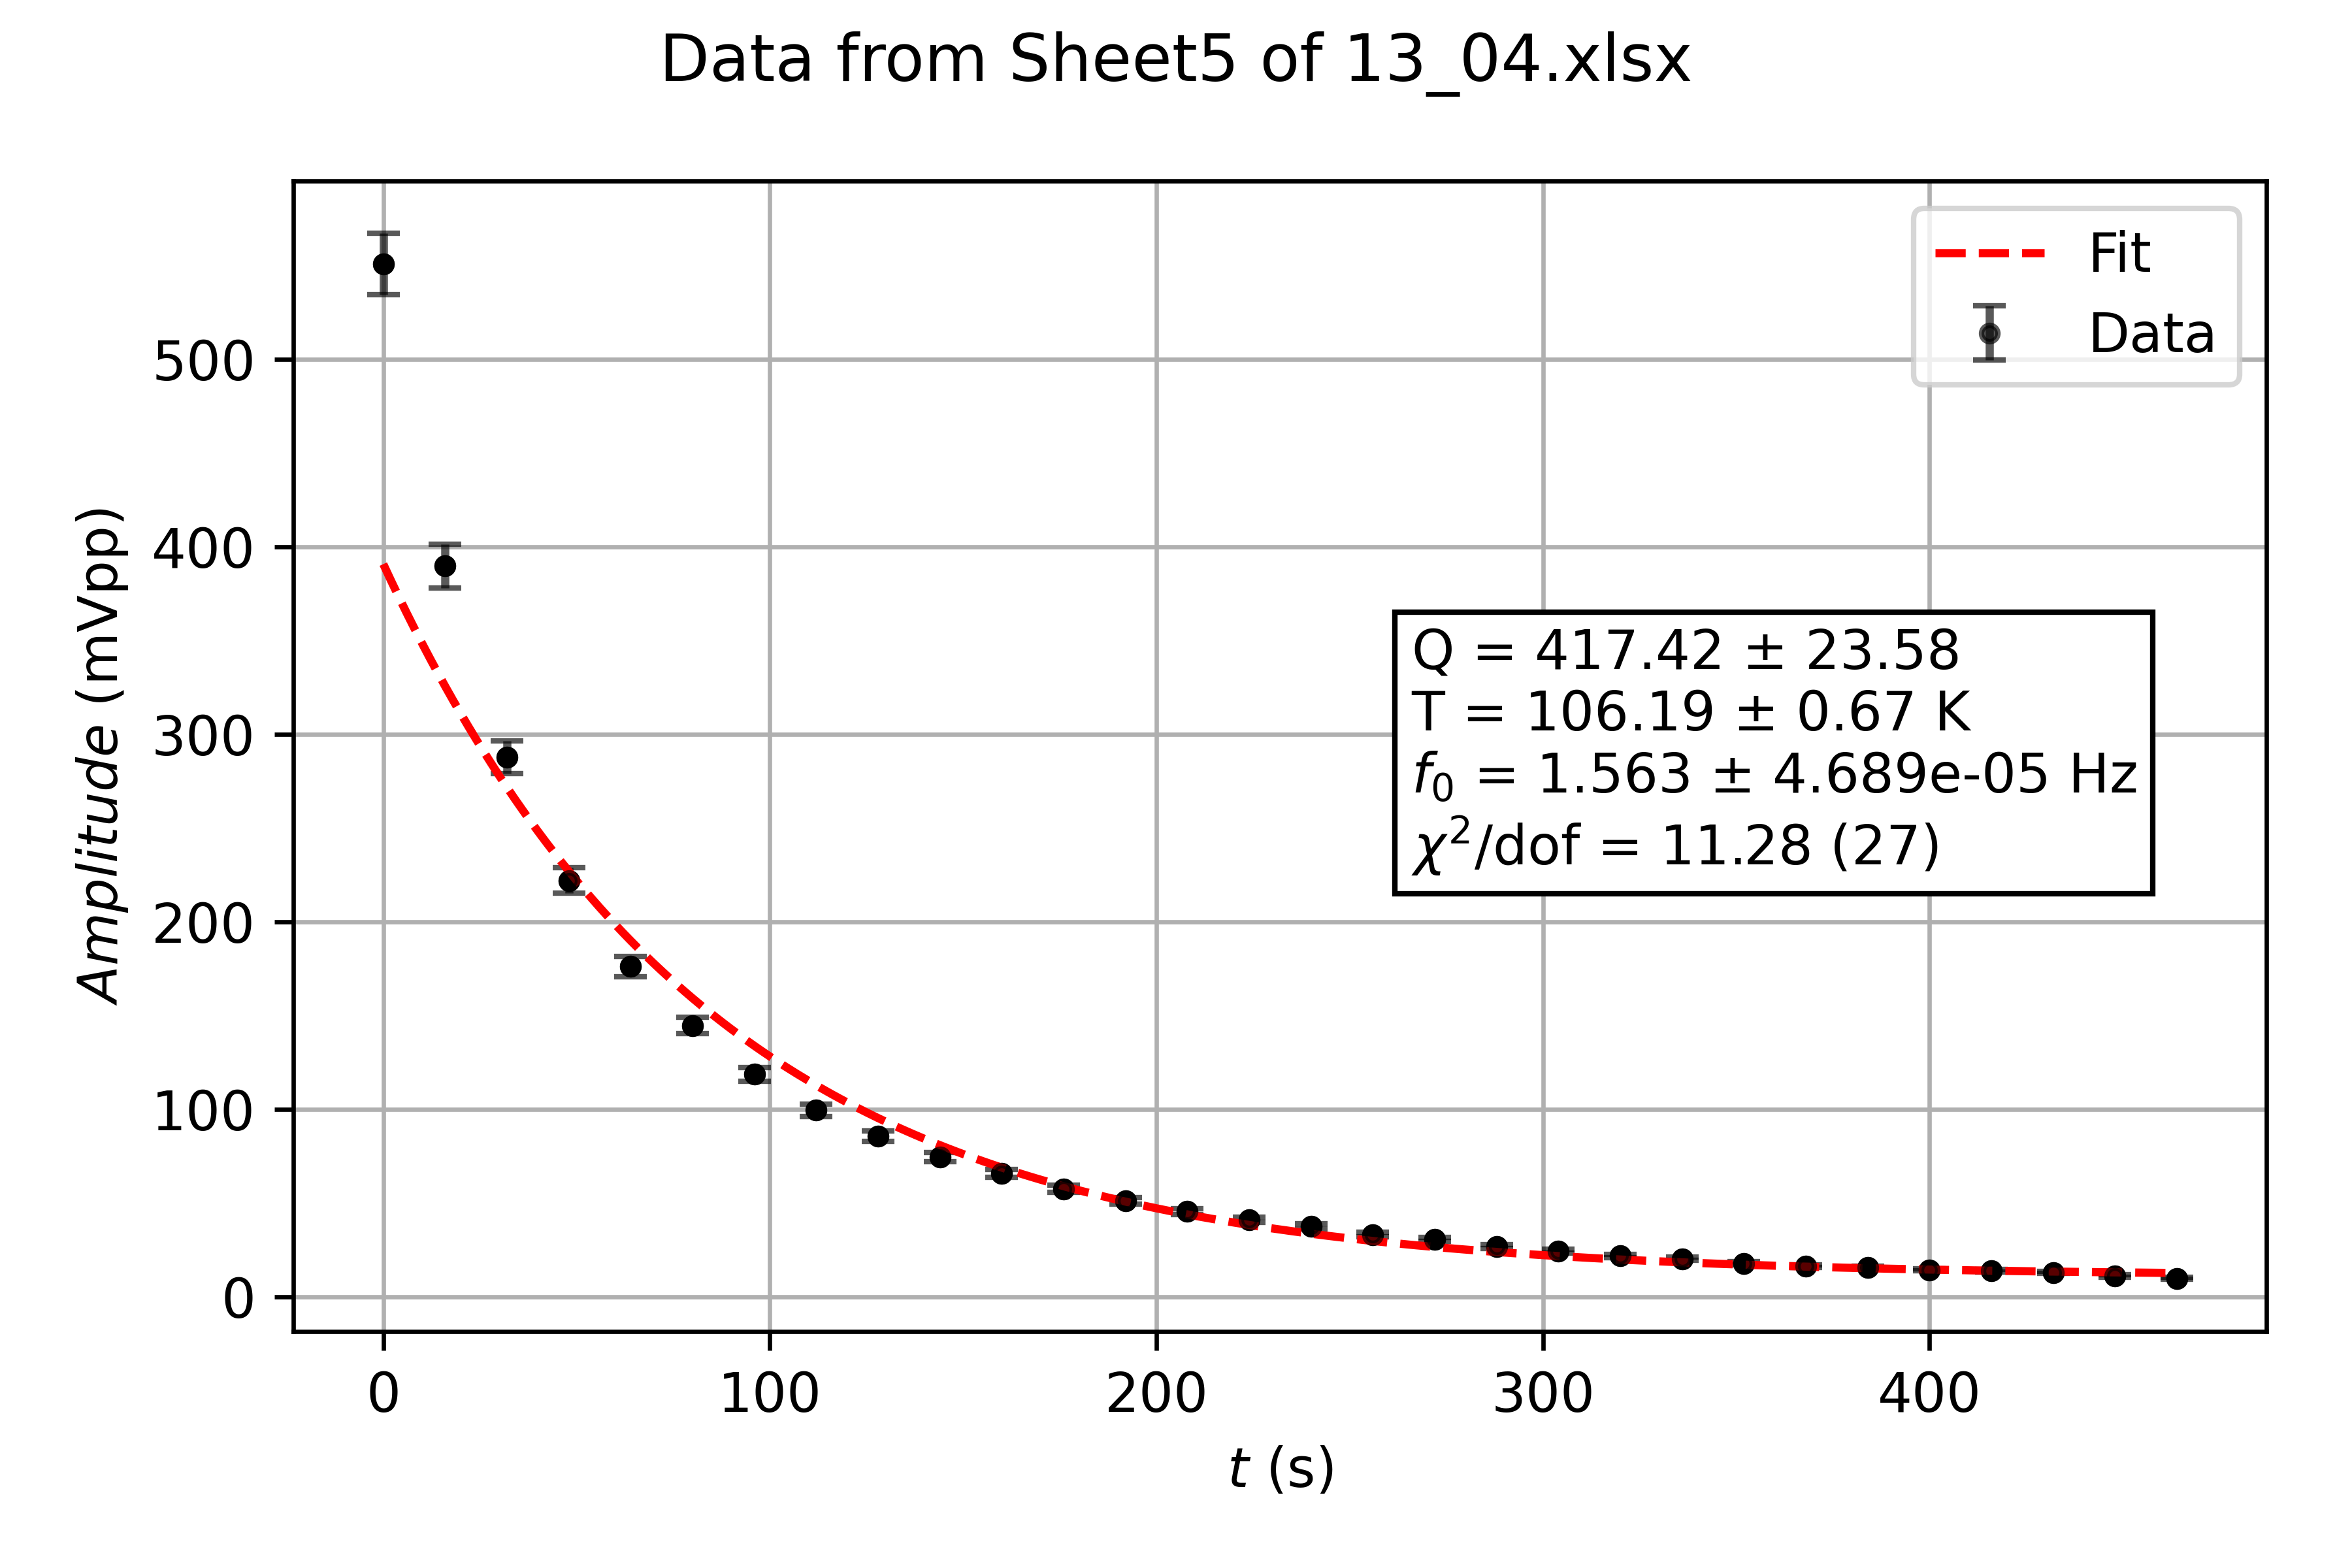 Data from Sheet5 of 13_04.xlsx
Fit
Data
Q = 417.42 ± 23.58
T = 106.19 ± 0.67 K
f₀ = 1.563 ± 4.689e-05 Hz
χ²/dof = 11.28 (27)
Amplitude (mVpp)
500
400
300
200
100
0
0 100 200 300 400
t (s)